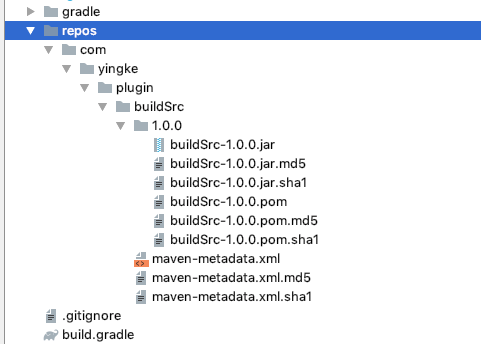 gradle
repos
com
yingke
plugin
buildSrc
1.0.0
buildSrc-1.0.0.jar
buildSrc-1.0.0.jar.md5
buildSrc-1.0.0.jar.sha1
buildSrc-1.0.0.pom
buildSrc-1.0.0.pom.md5
buildSrc-1.0.0.pom.sha1
maven-metadata.xml
maven-metadata.xml.md5
maven-metadata.xml.sha1
.gitignore
build.gradle